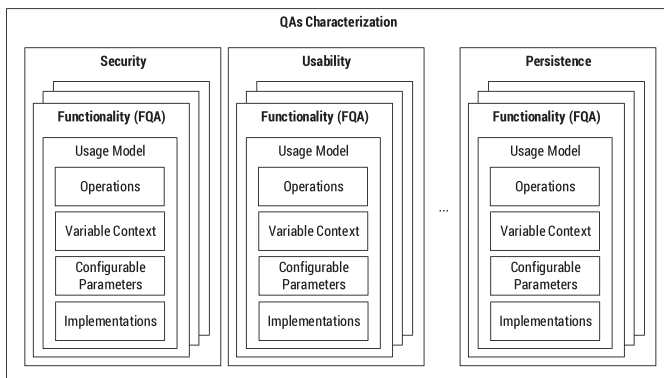 QAs Characterization
Security
Functionality (FQA)
Usage Model
Operations
Variable Context
Configurable
Parameters
Implementations
Usability
Functionality (FQA)
Usage Model
Operations
Variable Context
Configurable
Parameters
Implementations
...
Persistence
Functionality (FQA)
Usage Model
Operations
Variable Context
Configurable
Parameters
Implementations